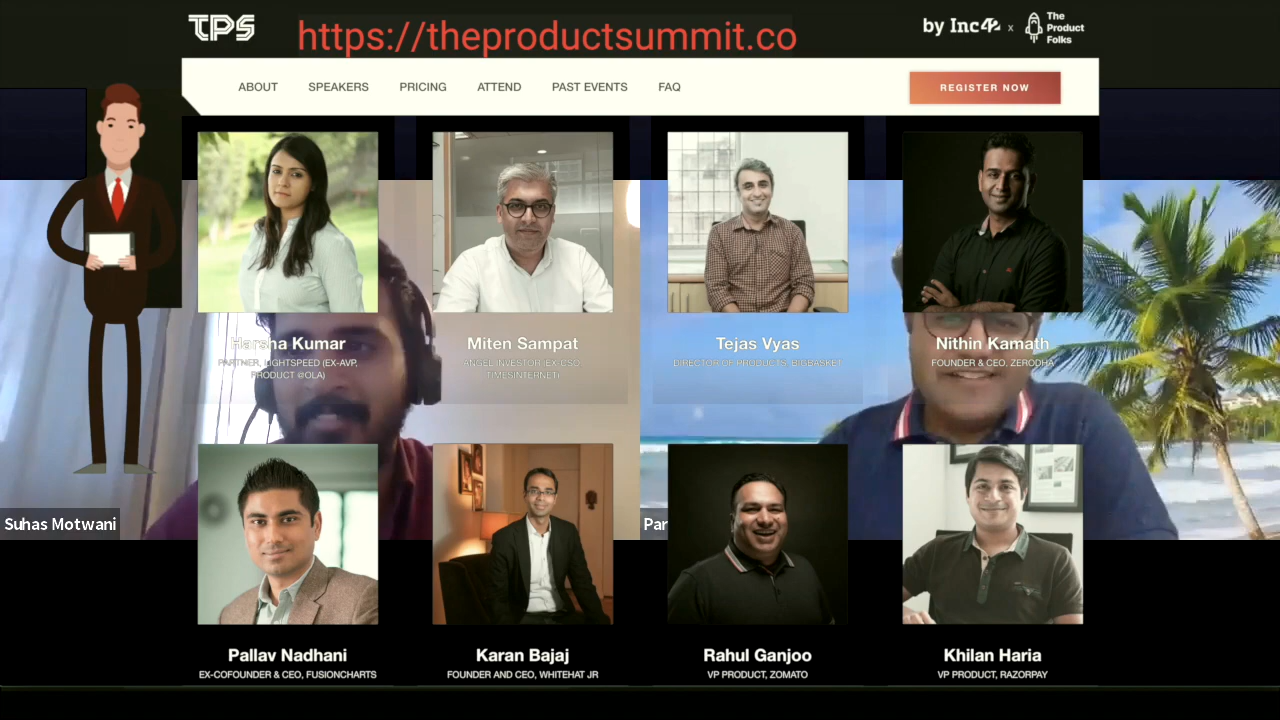 TPS
https://theproductsummit.co
by Inc42 x The Product Folks
ABOUT SPEAKERS PRICING ATTEND PAST EVENTS FAQ
REGISTER NOW
Harsha Kumar
PARTNER, LIGHTSPEED (EX-AVP,
PRODUCT @OLA)
Miten Sampat
ANGEL INVESTOR (EX-CSO,
TIMESINTERNET)
Tejas Vyas
DIRECTOR OF PRODUCTS, BIGBASKET
Nithin Kamath
FOUNDER & CEO, ZERODHA
Suhas Motwani
Par
Pallav Nadhani
EX-COFOUNDER & CEO, FUSIONCHARTS
Karan Bajaj
FOUNDER AND CEO, WHITEHAT JR
Rahul Ganjoo
VP PRODUCT, ZOMATO
Khilan Haria
VP PRODUCT, RAZORPAY